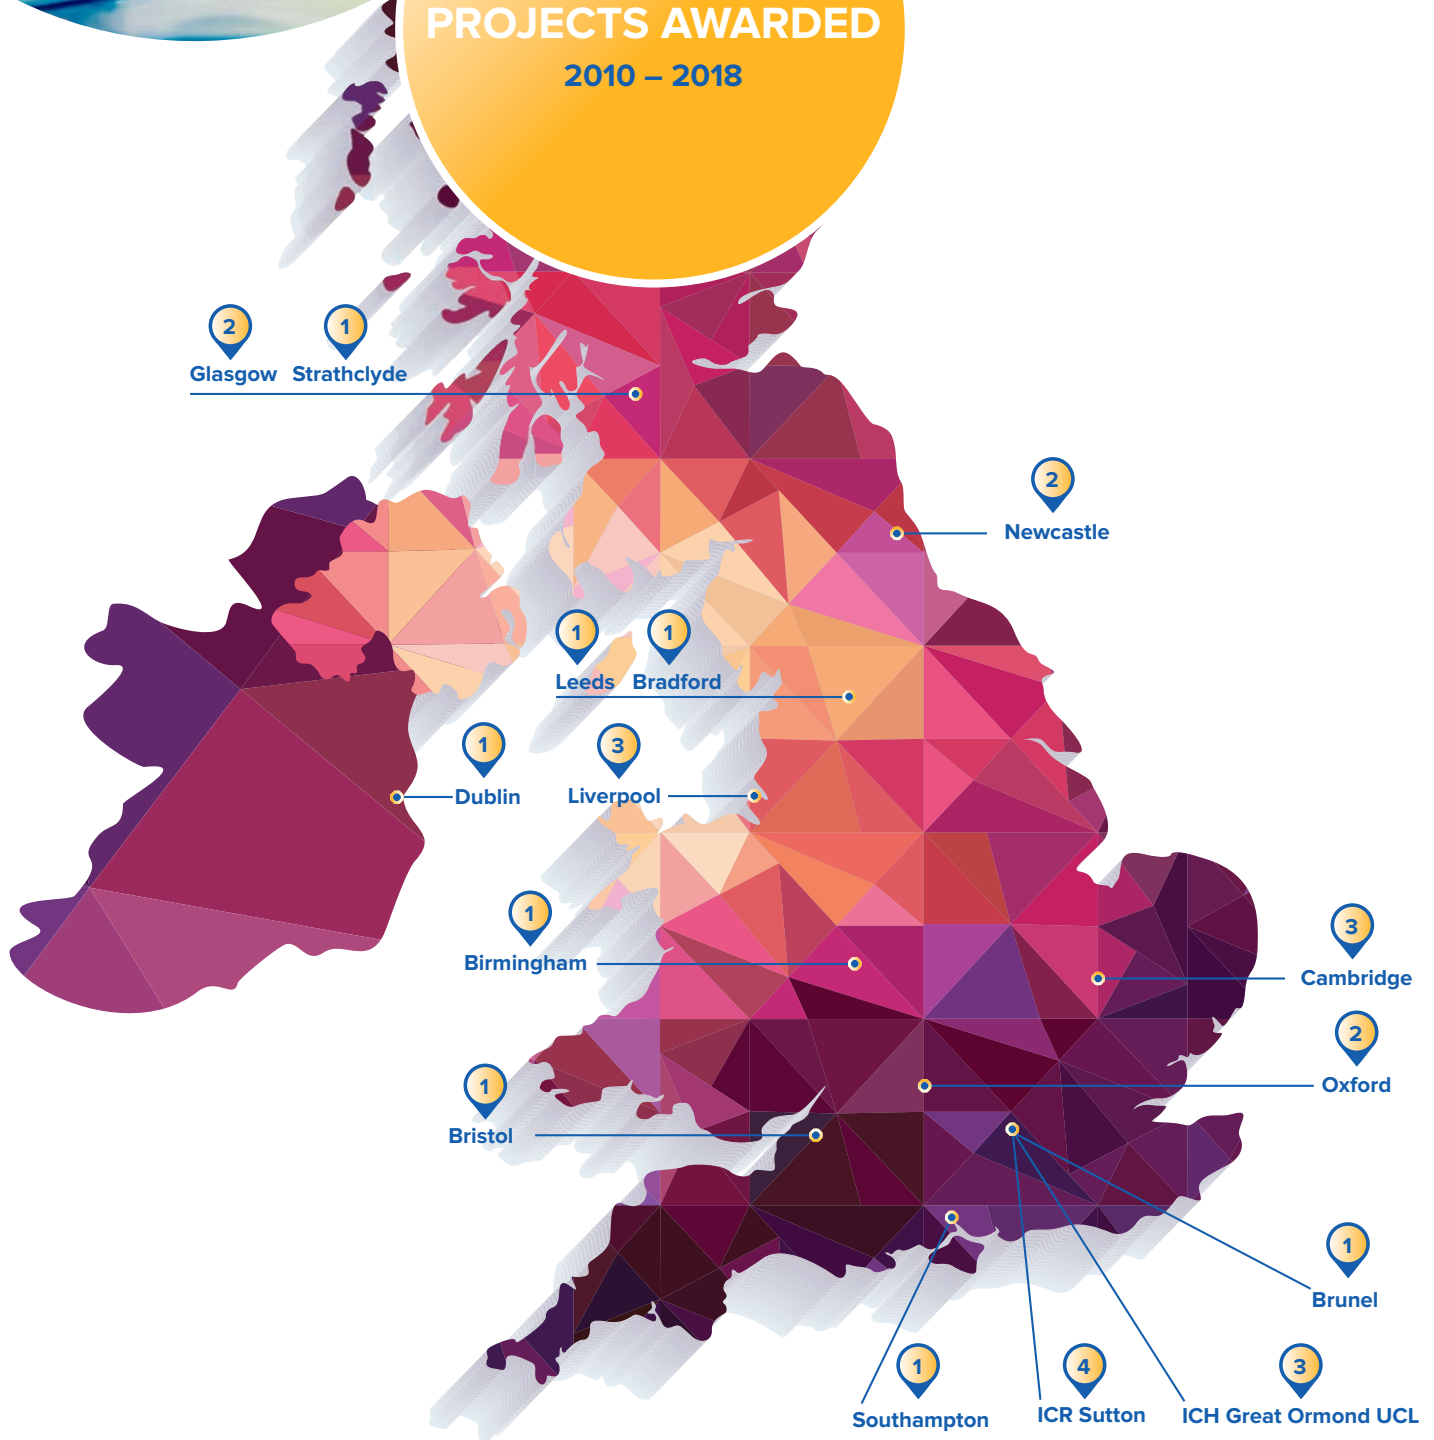 PROJECTS AWARDED
2010 – 2018
2 1
Glasgow Strathclyde
2
Newcastle
1 1
Leeds Bradford
1
Dublin
3
Liverpool
1
Birmingham
3
Cambridge
2
Oxford
1
Bristol
1
Brunel
1
Southampton
4
ICR Sutton
3
ICH Great Ormond UCL